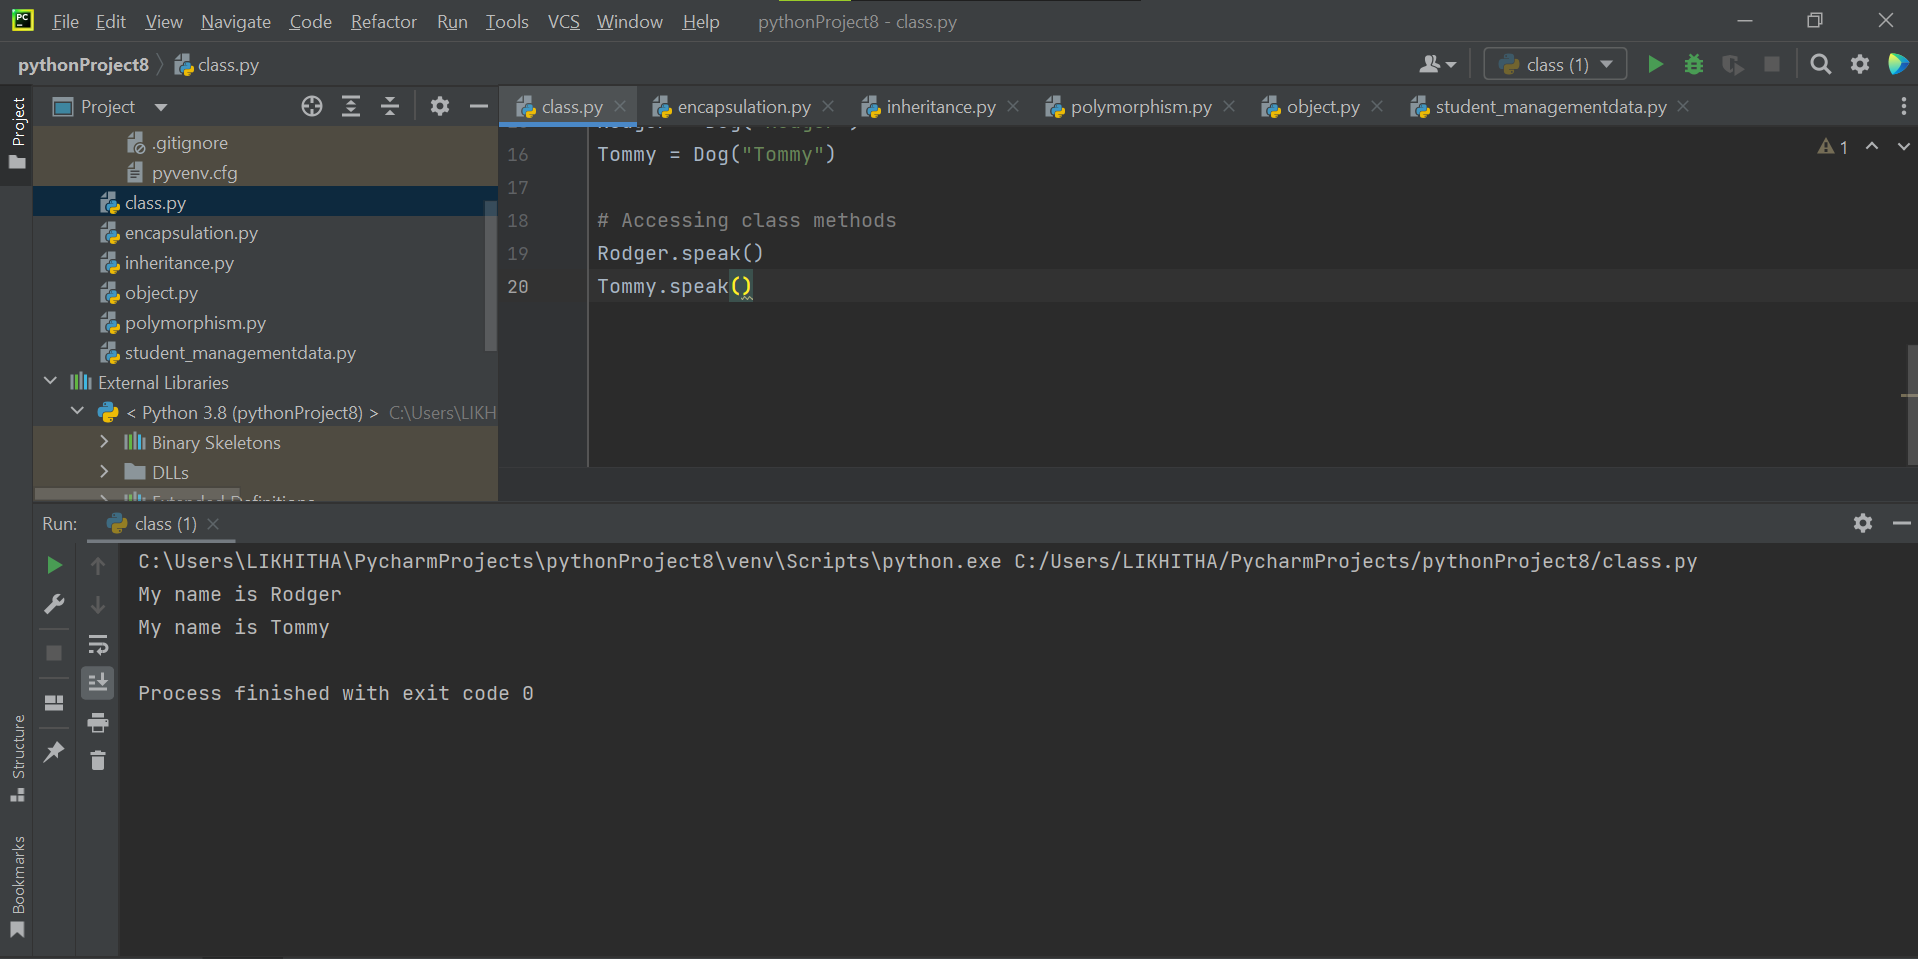 PC File Edit View Navigate Code Refactor Run Tools VCS Window Help pythonProject8 - class.py
pythonProject8 class.py class (1)
Project
Project
class.py encapsulation.py inheritance.py polymorphism.py object.py student_managementdata.py
.gitignore
pyvenv.cfg
class.py
encapsulation.py
inheritance.py
object.py
polymorphism.py
student_managementdata.py
External Libraries
< Python 3.8 (pythonProject8) > C:\Users\LIKH
Binary Skeletons
DLLs
Extended Definitions
16 Tommy = Dog("Tommy")
1
17
18 # Accessing class methods
19 Rodger.speak()
20 Tommy.speak()
Run: class (1)
C:\Users\LIKHITHA\PycharmProjects\pythonProject8\venv\Scripts\python.exe C:/Users/LIKHITHA/PycharmProjects/pythonProject8/class.py
My name is Rodger
My name is Tommy
Process finished with exit code 0
Structure
Bookmarks